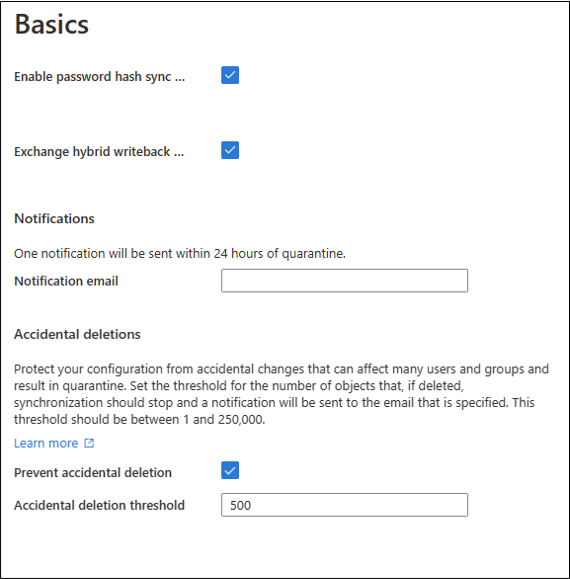 Basics
Enable password hash sync ...
Exchange hybrid writeback ...
Notifications
One notification will be sent within 24 hours of quarantine.
Notification email
Accidental deletions
Protect your configuration from accidental changes that can affect many users and groups and
result in quarantine. Set the threshold for the number of objects that, if deleted,
synchronization should stop and a notification will be sent to the email that is specified. This
threshold should be between 1 and 250,000.
Learn more
Prevent accidental deletion
Accidental deletion threshold 500